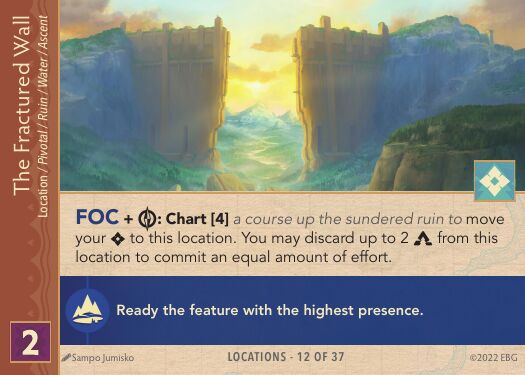 The Fractured Wall
Location / Pivotal / Ruin / Water / Ascent
FOC + : Chart [4] a course up the sundered ruin to move
your to this location. You may discard up to 2 from this
location to commit an equal amount of effort.
Ready the feature with the highest presence.
2
Sampo Jumisko
LOCATIONS - 12 OF 37
©2022 EBG